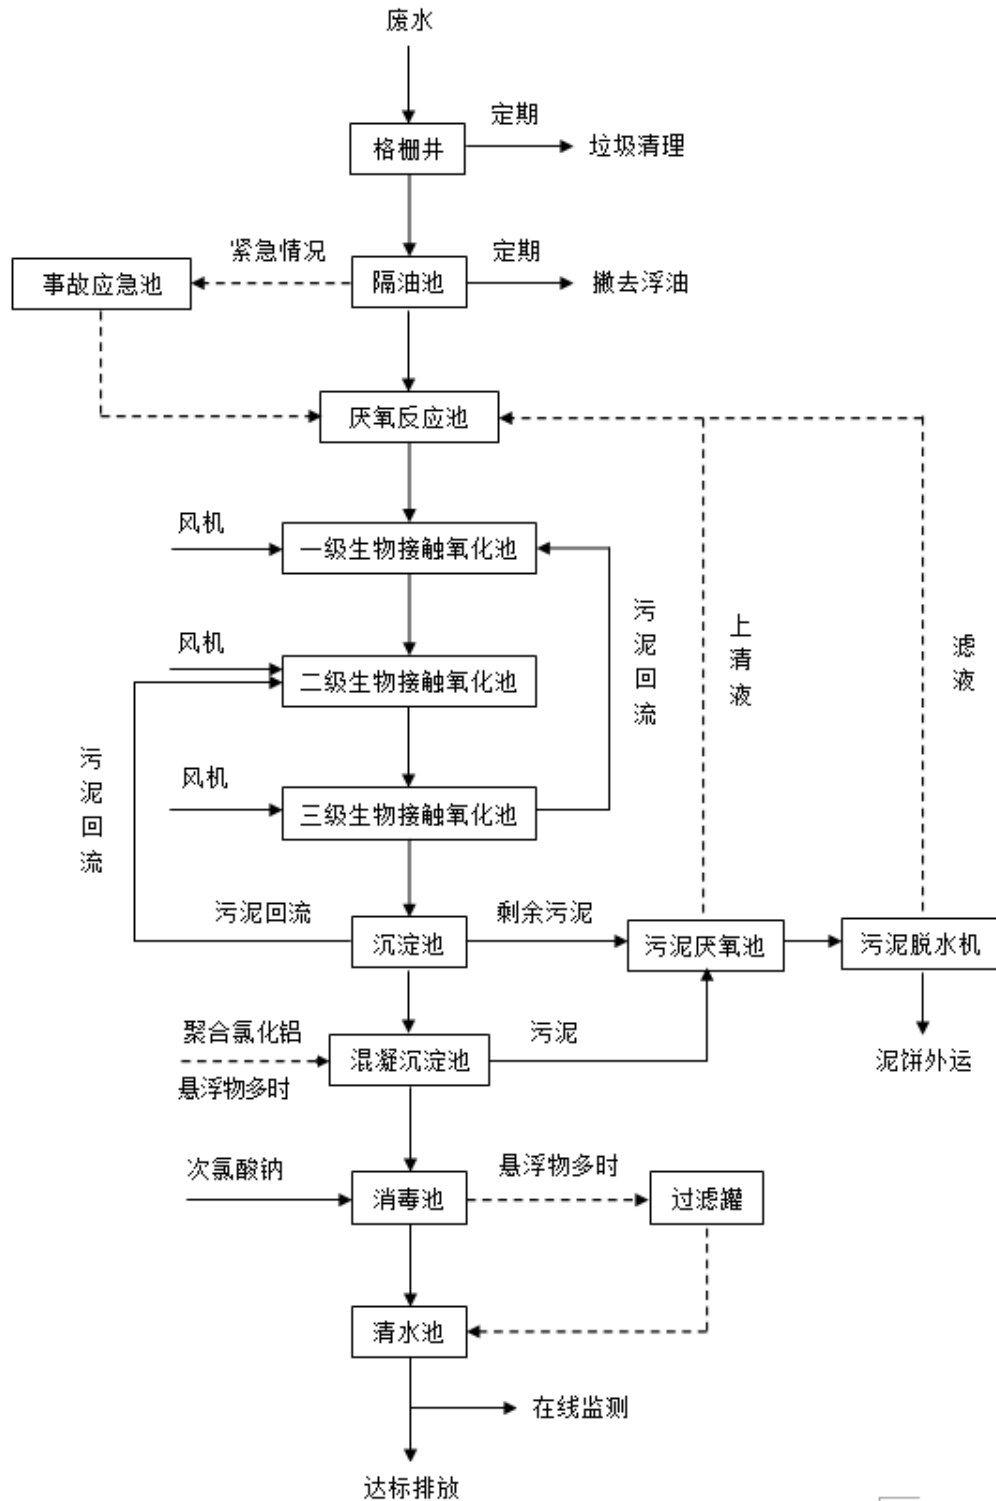 废水
定期
格栅井
垃圾清理
紧急情况
定期
事故应急池
隔油池
撇去浮油
厌氧反应池
风机
一级生物接触氧化池
污泥回流
上清液
滤液
风机
二级生物接触氧化池
污泥回流
风机
三级生物接触氧化池
污泥回流
剩余污泥
沉淀池
污泥厌氧池
污泥脱水机
聚合氯化铝
污泥
混凝沉淀池
泥饼外运
悬浮物多时
次氯酸钠
悬浮物多时
消毒池
过滤罐
清水池
在线监测
达标排放